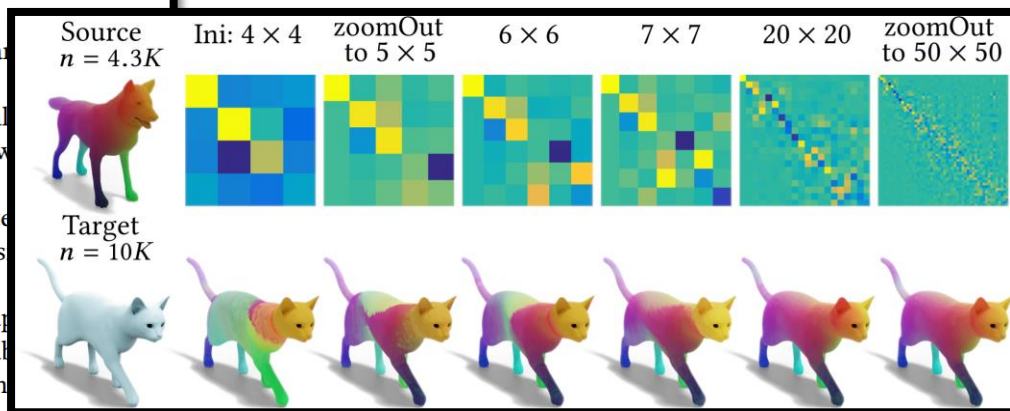 Source
n = 4.3K
Ini: 4 × 4
zoomOut
to 5 × 5
6 × 6
7 × 7
20 × 20
zoomOut
to 50 × 50
Target
n = 10K